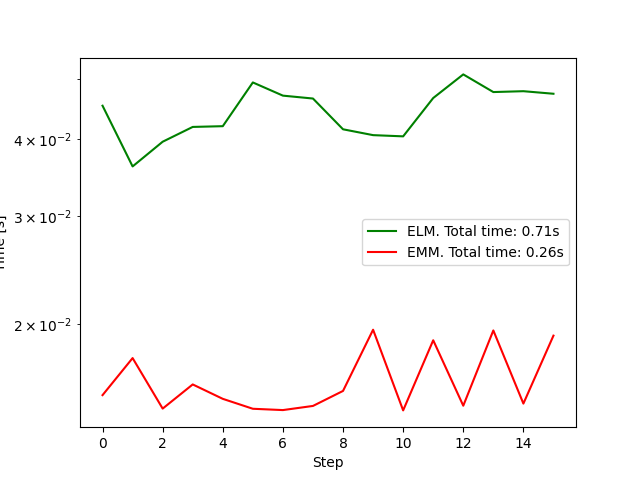 4 × 10⁻²
3 × 10⁻²
2 × 10⁻²
Time [s]
ELM. Total time: 0.71s
EMM. Total time: 0.26s
0 2 4 6 8 10 12 14
Step